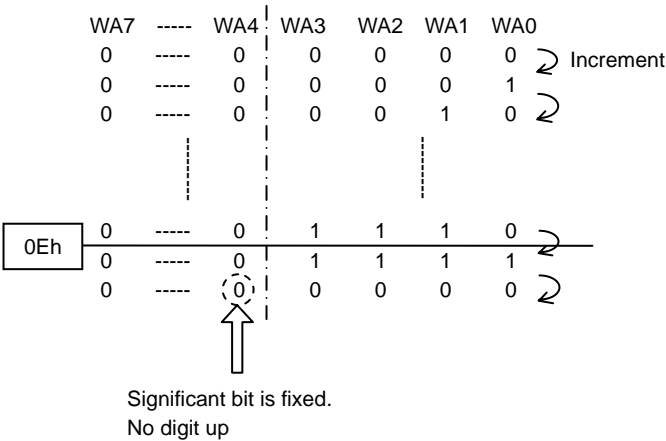 WA7 ----- WA4 WA3 WA2 WA1 WA0
0 ----- 0 0 0 0 0 Increment
0 ----- 0 0 0 0 1
0 ----- 0 0 0 1 0
0Eh 0 ----- 0 1 1 1 0
0 ----- 0 1 1 1 1
0 ----- 0 0 0 0 0
Significant bit is fixed.
No digit up